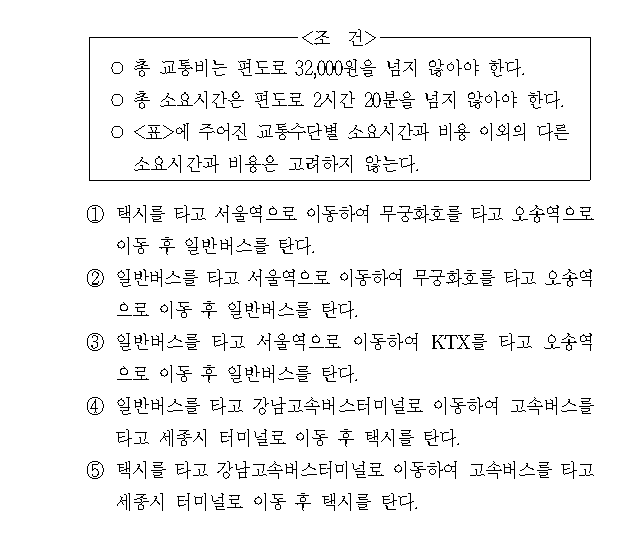 <조 건>
○ 총 교통비는 편도로 32,000원을 넘지 않아야 한다.
○ 총 소요시간은 편도로 2시간 20분을 넘지 않아야 한다.
○ <표>에 주어진 교통수단별 소요시간과 비용 이외의 다른
소요시간과 비용은 고려하지 않는다.
① 택시를 타고 서울역으로 이동하여 무궁화호를 타고 오송역으로
이동 후 일반버스를 탄다.
② 일반버스를 타고 서울역으로 이동하여 무궁화호를 타고 오송역
으로 이동 후 일반버스를 탄다.
③ 일반버스를 타고 서울역으로 이동하여 KTX를 타고 오송역
으로 이동 후 일반버스를 탄다.
④ 일반버스를 타고 강남고속버스터미널로 이동하여 고속버스를
타고 세종시 터미널로 이동 후 택시를 탄다.
⑤ 택시를 타고 강남고속버스터미널로 이동하여 고속버스를 타고
세종시 터미널로 이동 후 택시를 탄다.